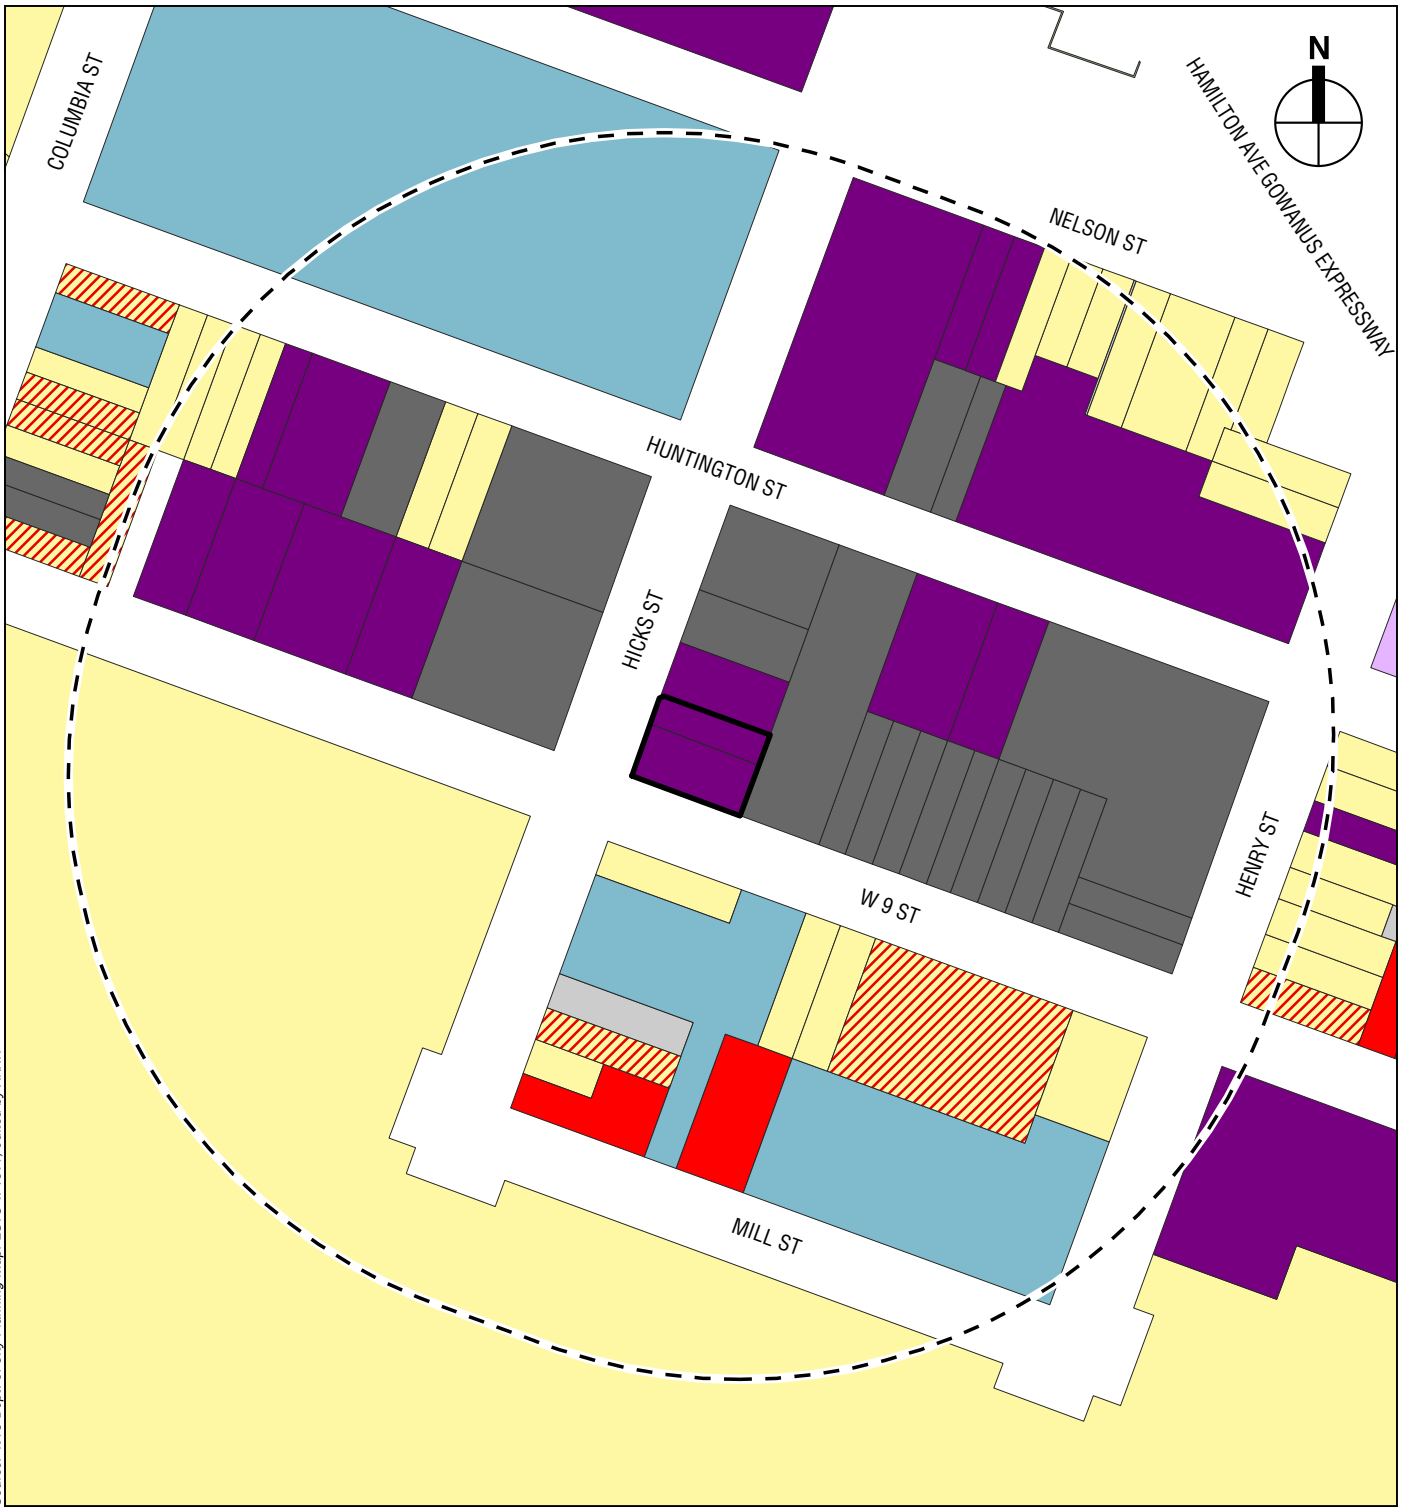 N
COLUMBIA ST
HAMILTON AVE GOWANUS EXPRESSWAY
NELSON ST
HUNTINGTON ST
HICKS ST
HENRY ST
W 9 ST
MILL ST